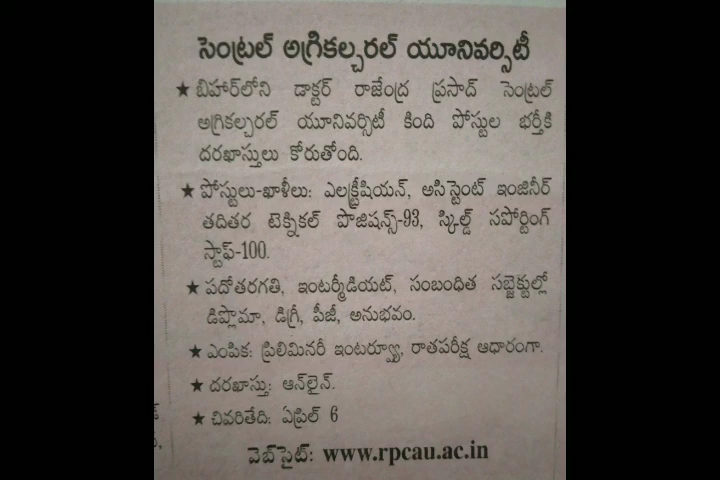 సెంట్రల్ అగ్రికల్చరల్ యూనివర్సిటీ
★ బిహార్‌లోని డాక్టర్ రాజేంద్ర ప్రసాద్ సెంట్రల్
అగ్రికల్చరల్ యూనివర్సిటీ కింది పోస్టుల భర్తీకి
దరఖాస్తులు కోరుతోంది.
★ పోస్టులు-ఖాళీలు: ఎలక్ట్రీషియన్, అసిస్టెంట్ ఇంజినీర్
తదితర టెక్నికల్ పొజిషన్స్-93, స్కిల్డ్ సపోర్టింగ్
స్టాఫ్-100.
★ పదోతరగతి, ఇంటర్మీడియట్, సంబంధిత సబ్జెక్టుల్లో
డిప్లొమా, డిగ్రీ, పీజీ, అనుభవం.
★ ఎంపిక: ప్రిలిమినరీ ఇంటర్వ్యూ, రాతపరీక్ష ఆధారంగా.
★ దరఖాస్తు: ఆన్‌లైన్.
★ చివరితేది: ఏప్రిల్ 6
వెబ్‌సైట్: www.rpcau.ac.in